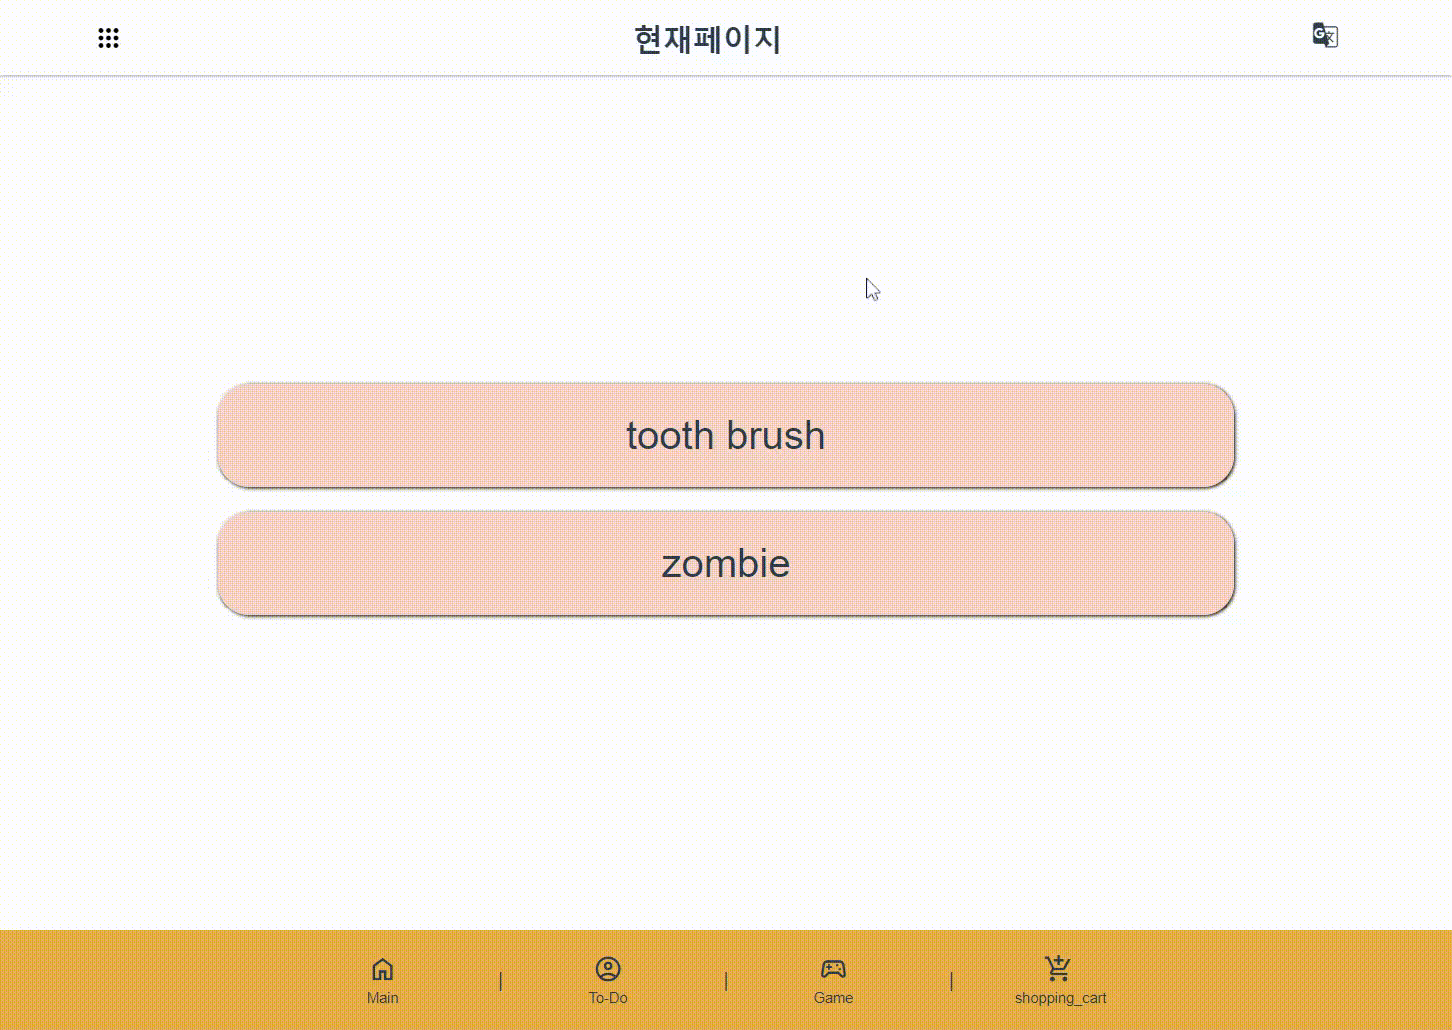 현재페이지
tooth brush
zombie
Main | To-Do | Game | shopping_cart